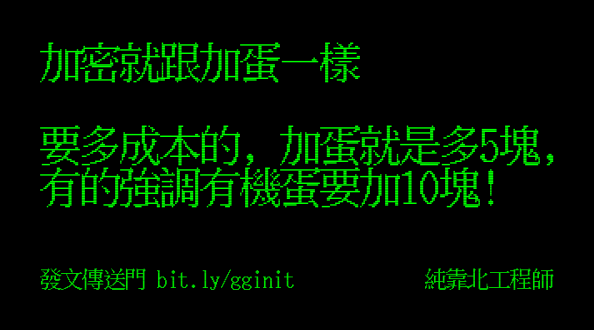 加密就跟加蛋一樣
要多成本的, 加蛋就是多5塊,
有的強調有機蛋要加10塊!
發文傳送門 bit.ly/gginit
純靠北工程師